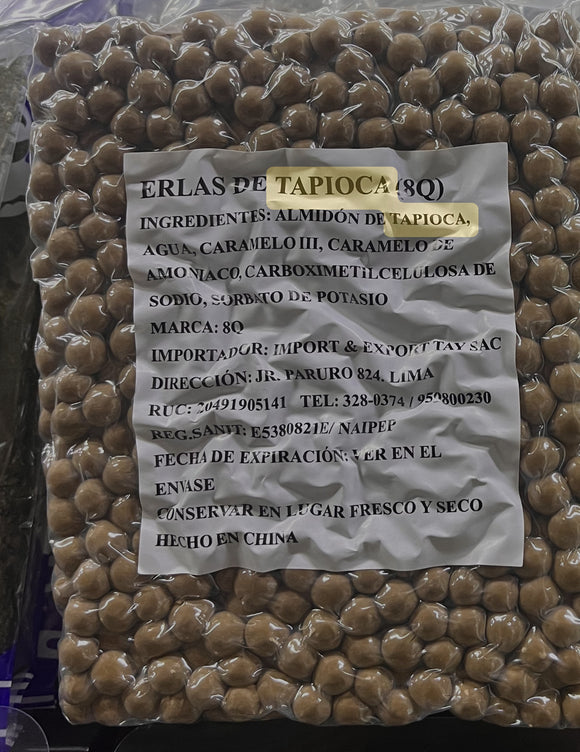 ERLAS DE TAPIOCA (8Q)
INGREDIENTES: ALMIDÓN DE TAPIOCA,
AGUA, CARAMELO III, CARAMELO DE
AMONIACO, CARBOXIMETILCELULOSA DE
SODIO, SORBATO DE POTASIO
MARCA: 8Q
IMPORTADOR: IMPORT & EXPORT TAY SAC
DIRECCIÓN: JR. PARURO 824. LIMA
RUC: 20491905141 TEL: 328-0374 / 959800230
REG.SANIT: E5380821E/ NAIPEP
FECHA DE EXPIRACIÓN: VER EN EL
ENVASE
CONSERVAR EN LUGAR FRESCO Y SECO
HECHO EN CHINA